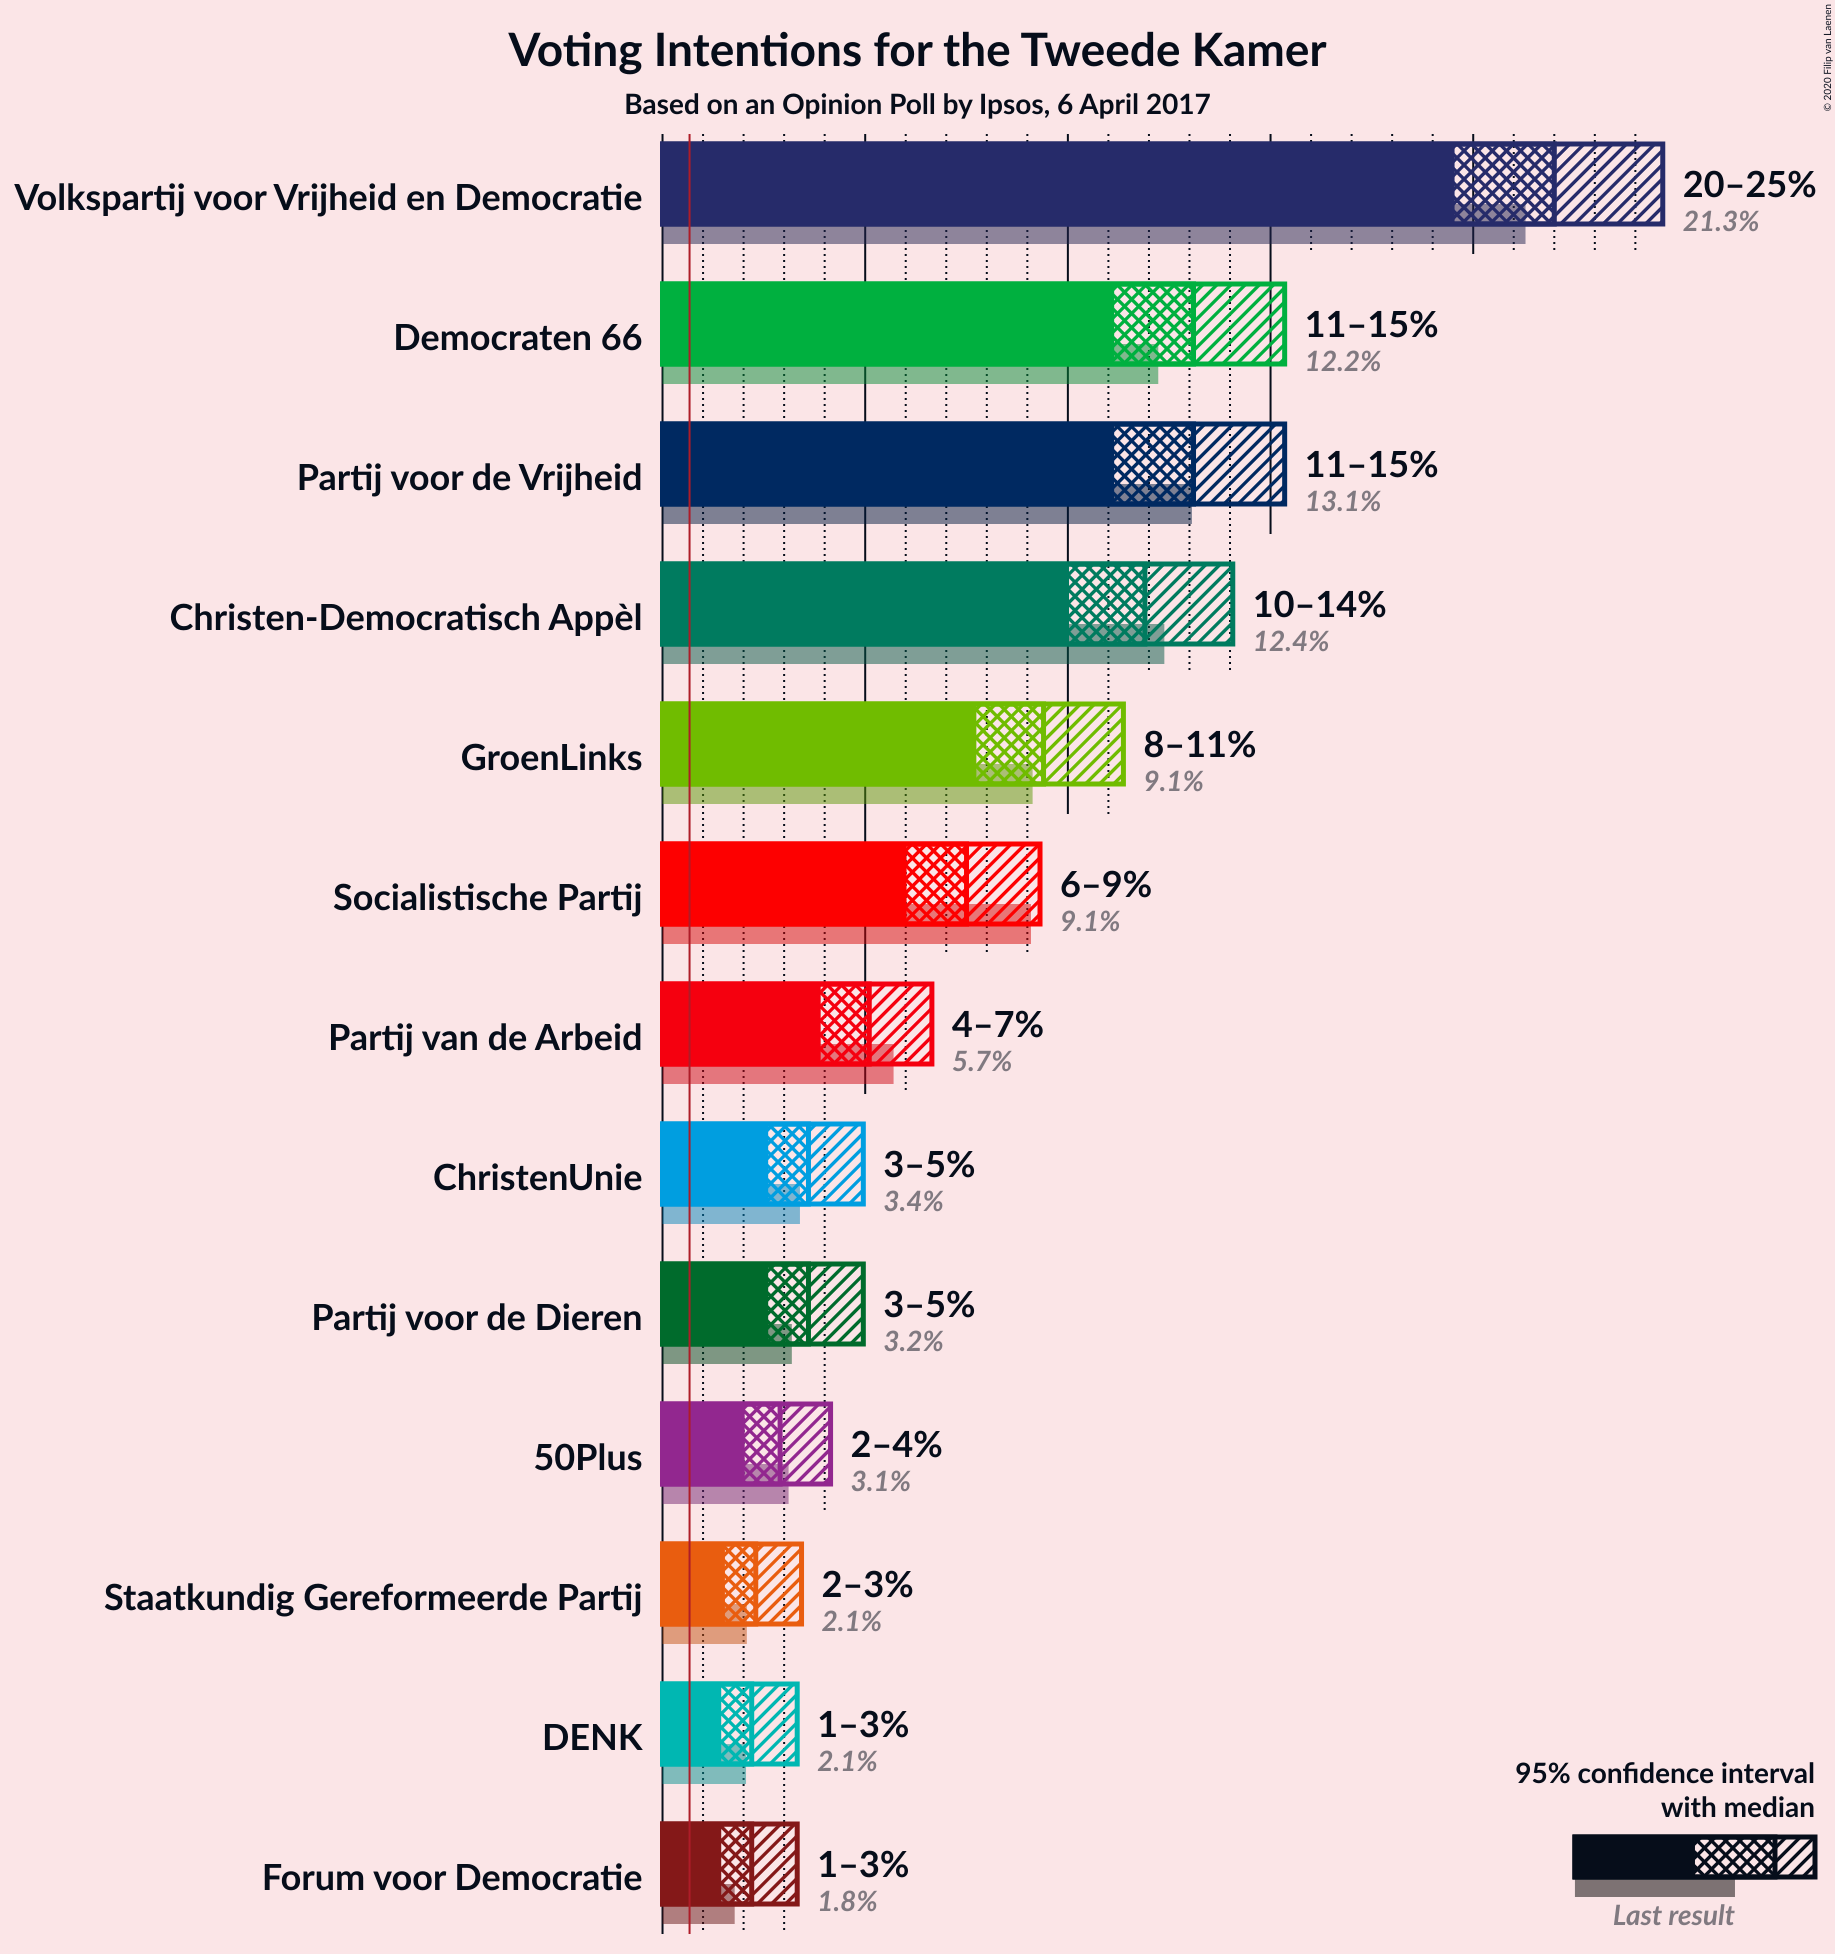 © 2020 Filip van Laenen
Voting Intentions for the Tweede Kamer
Based on an Opinion Poll by Ipsos, 6 April 2017
Volkspartij voor Vrijheid en Democratie
20–25%
21.3%
Democraten 66
11–15%
12.2%
Partij voor de Vrijheid
11–15%
13.1%
Christen-Democratisch Appèl
10–14%
12.4%
GroenLinks
8–11%
9.1%
Socialistische Partij
6–9%
9.1%
Partij van de Arbeid
4–7%
5.7%
ChristenUnie
3–5%
3.4%
Partij voor de Dieren
3–5%
3.2%
50Plus
2–4%
3.1%
Staatkundig Gereformeerde Partij
2–3%
2.1%
DENK
1–3%
2.1%
Forum voor Democratie
1–3%
1.8%
95% confidence interval
with median
Last result